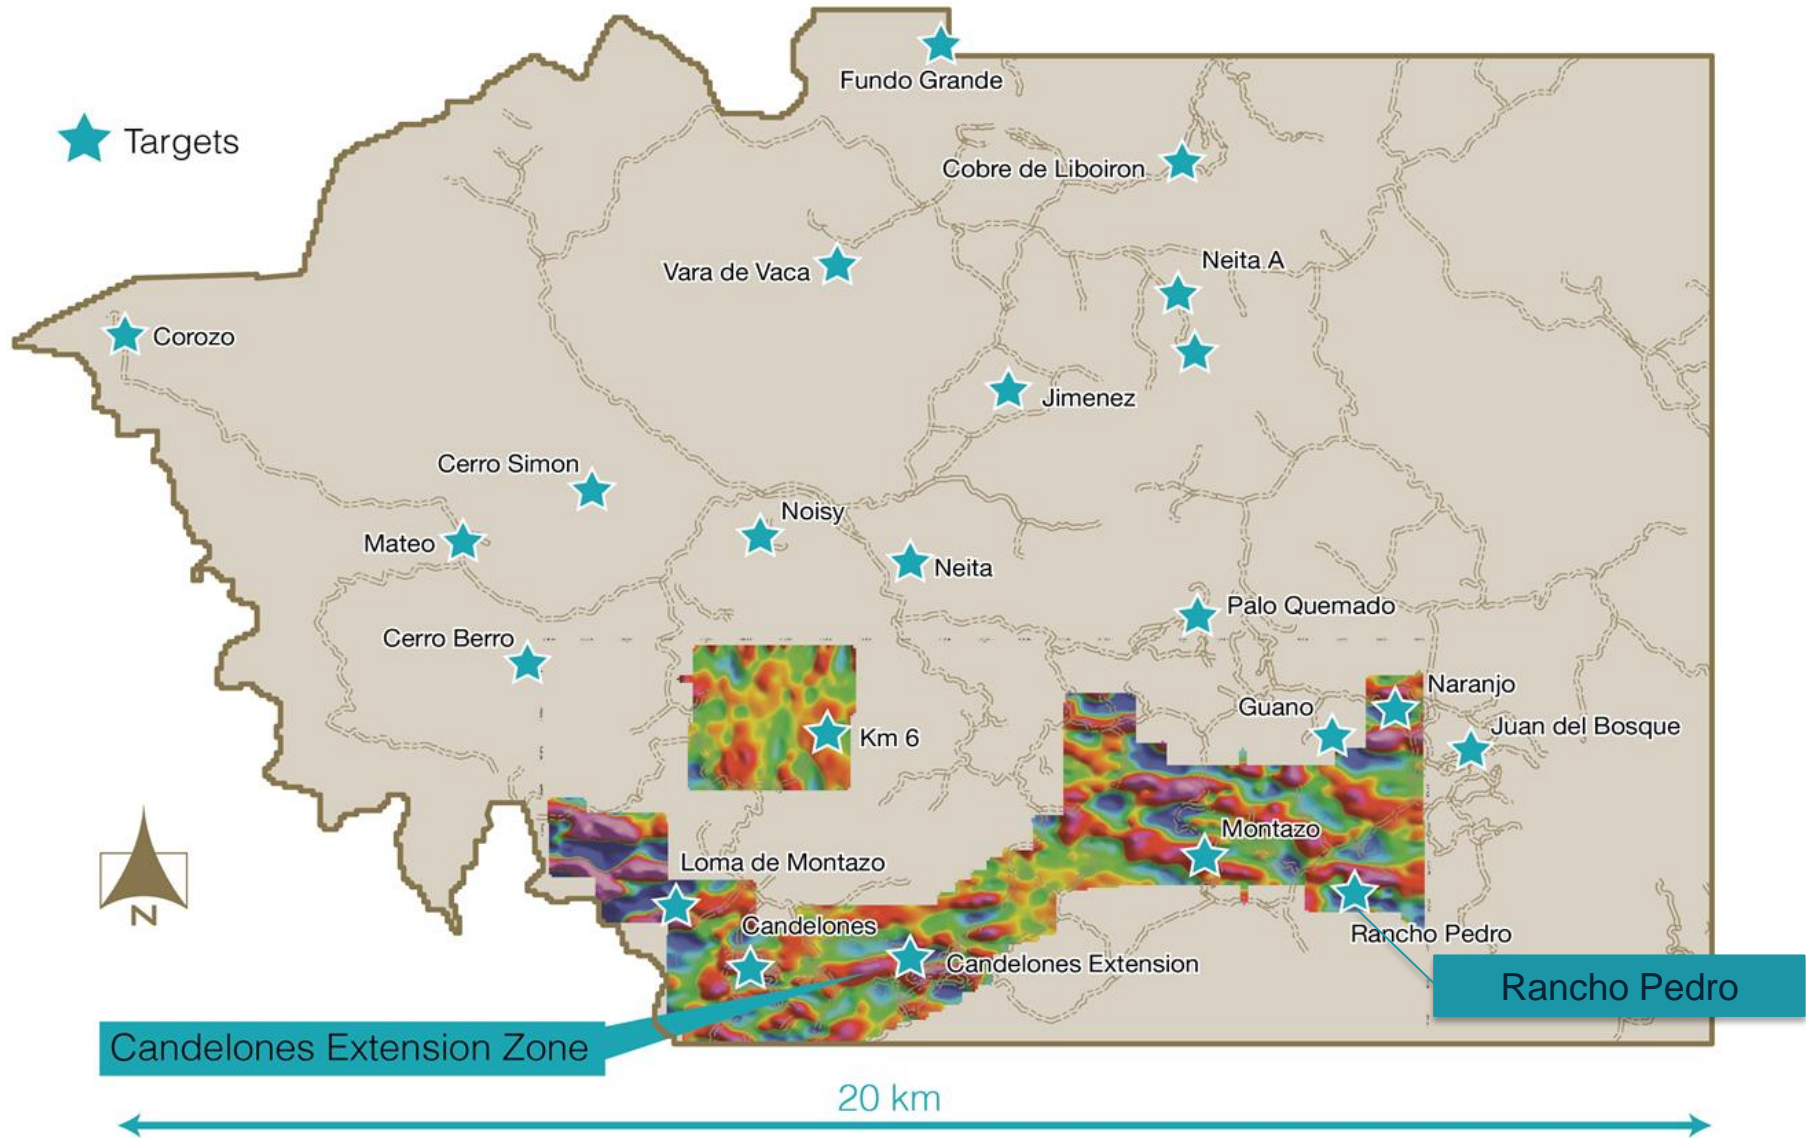 Fundo Grande
Targets
Cobre de Liboiron
Neita A
Vara de Vaca
Corozo
Jimenez
Cerro Simon
Noisy
Mateo
Neita
Palo Quemado
Cerro Berro
Naranjo
Guano
Juan del Bosque
Km 6
Montazo
Loma de Montazo
Candelones
Rancho Pedro
Candelones Extension
Rancho Pedro
N
Candelones Extension Zone
20 km